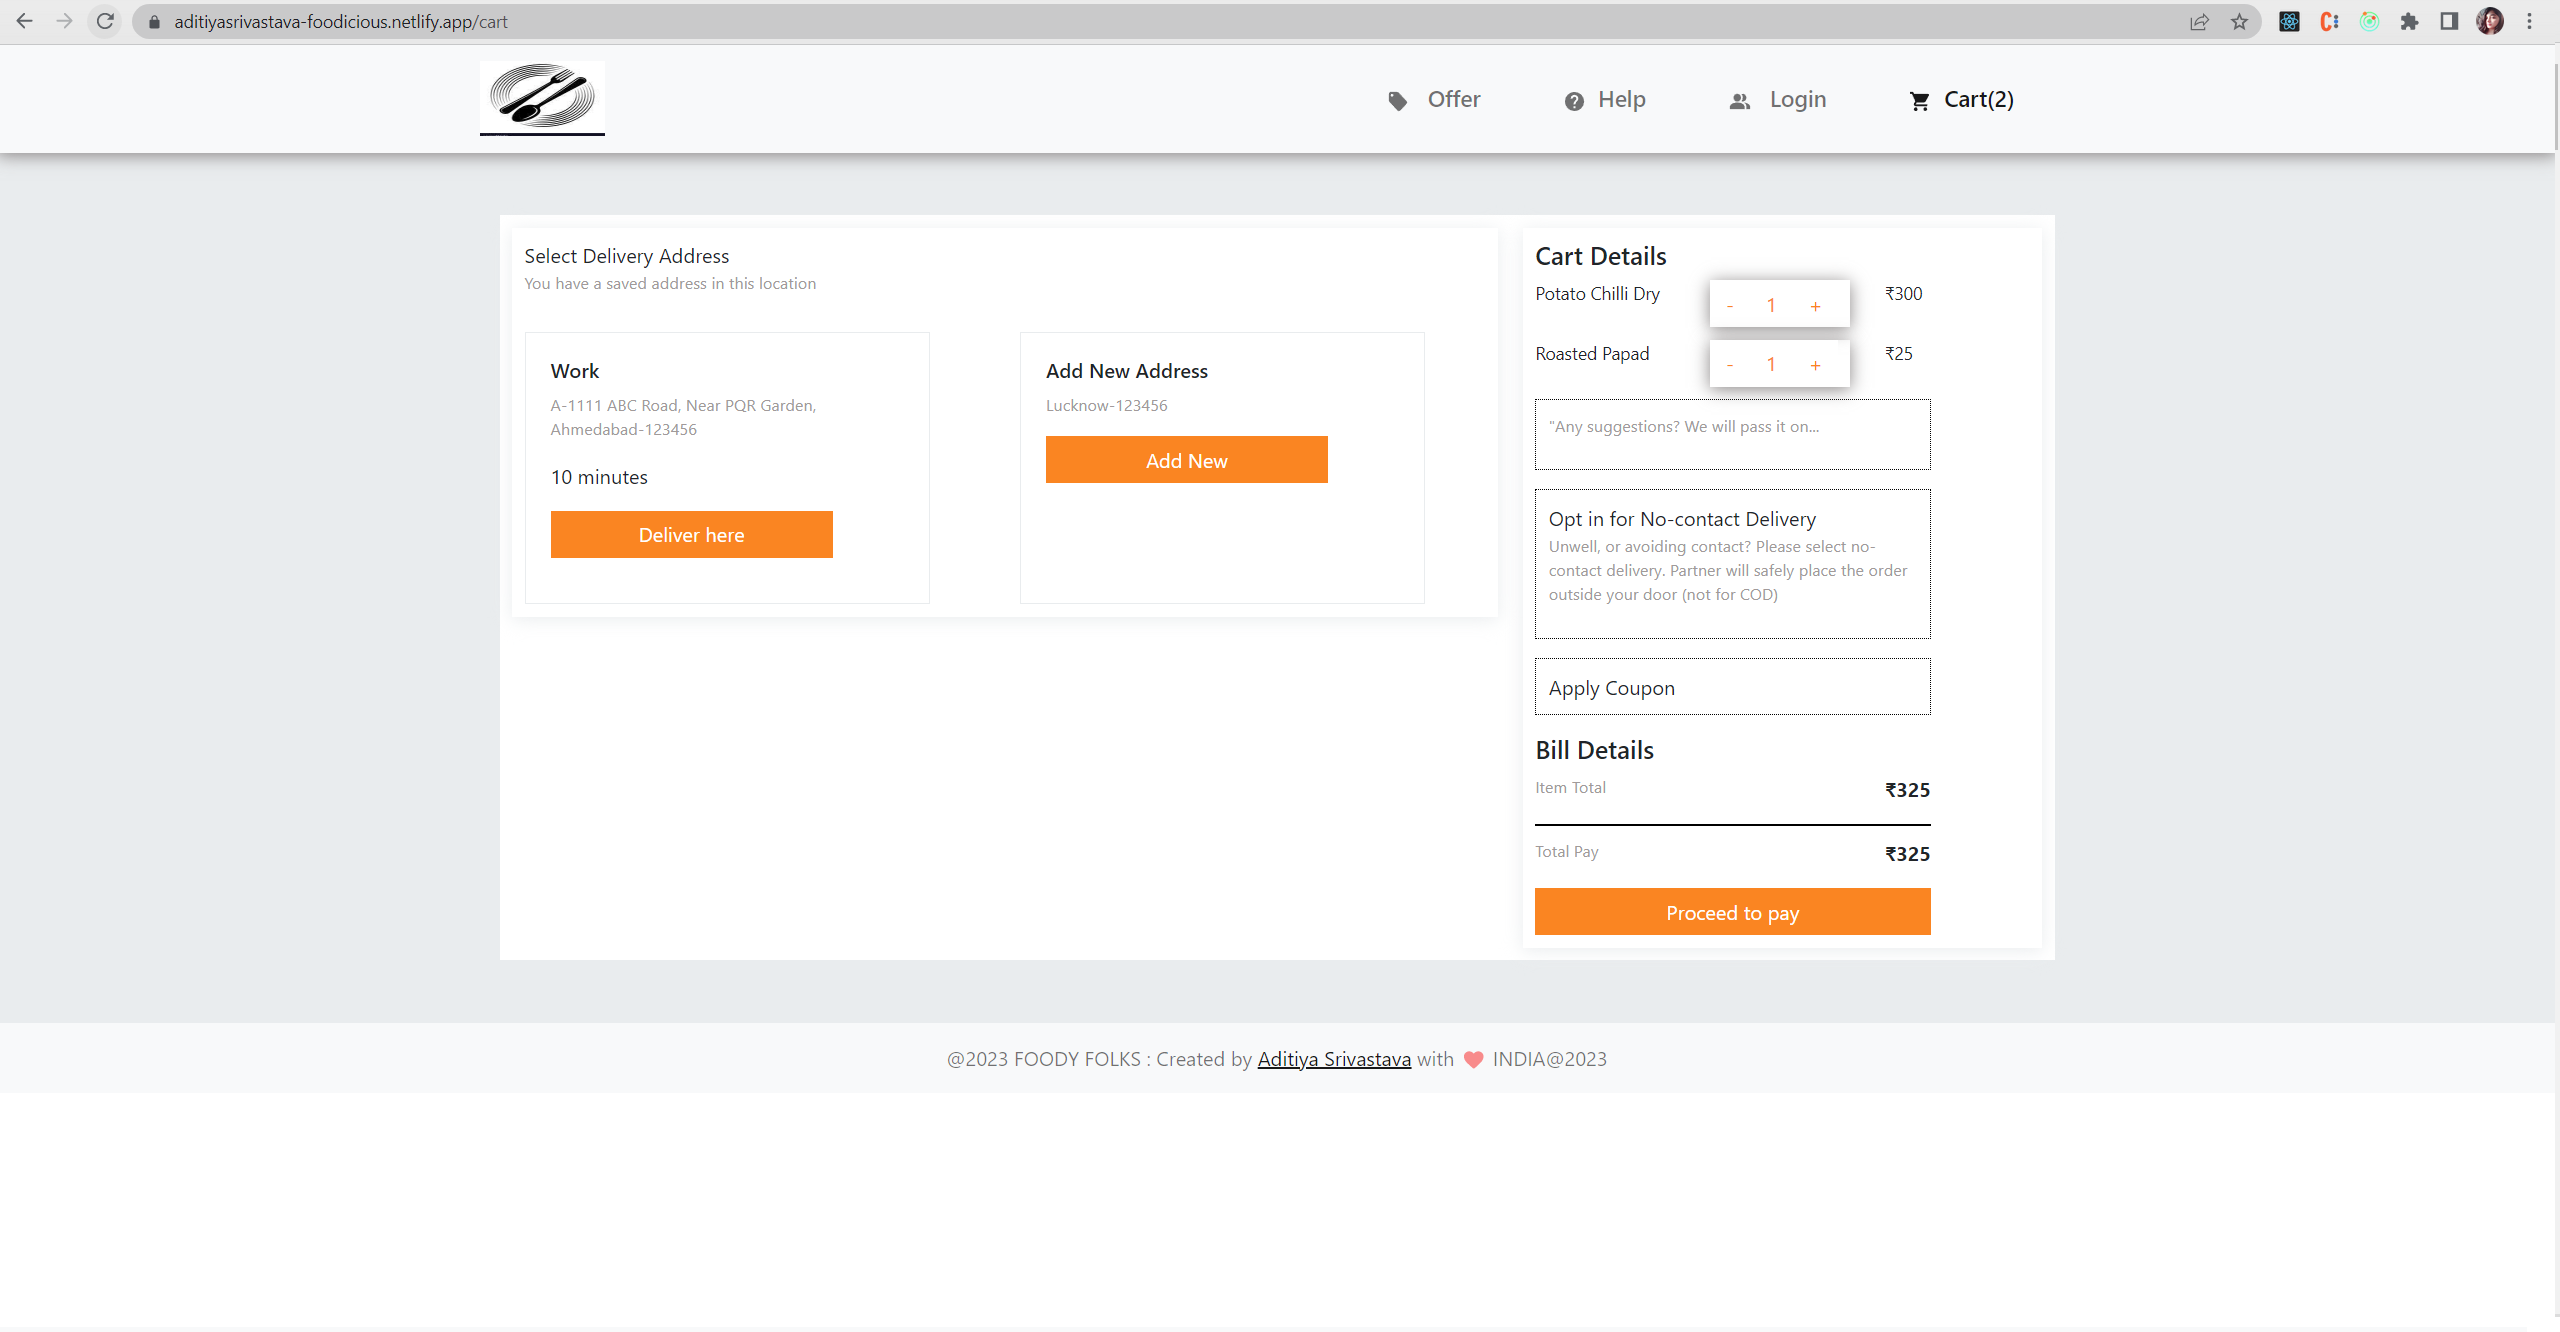 aditiyasrivastava-foodicious.netlify.app/cart
Offer
Help
Login
Cart(2)
Select Delivery Address
You have a saved address in this location
Work
A-1111 ABC Road, Near PQR Garden,
Ahmedabad-123456
10 minutes
Deliver here
Add New Address
Lucknow-123456
Add New
Cart Details
Potato Chilli Dry - 1 + ₹300
Roasted Papad - 1 + ₹25
"Any suggestions? We will pass it on...
Opt in for No-contact Delivery
Unwell, or avoiding contact? Please select no-
contact delivery. Partner will safely place the order
outside your door (not for COD)
Apply Coupon
Bill Details
Item Total ₹325
Total Pay ₹325
Proceed to pay
@2023 FOODY FOLKS : Created by Aditiya Srivastava with INDIA@2023